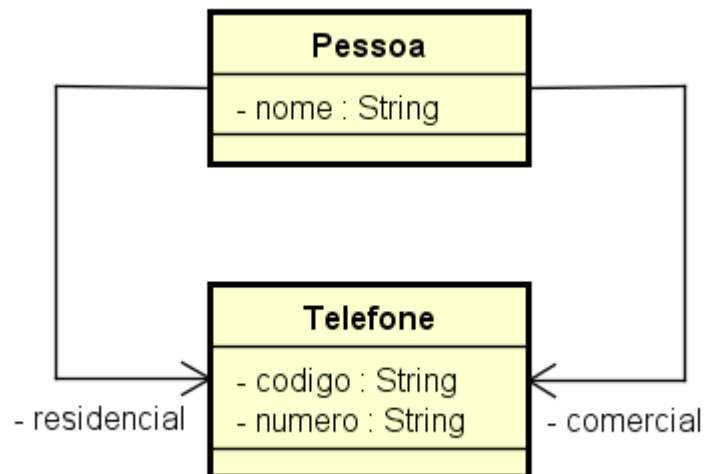 Pessoa
- nome : String
Telefone
- codigo : String
- numero : String
- residencial
- comercial